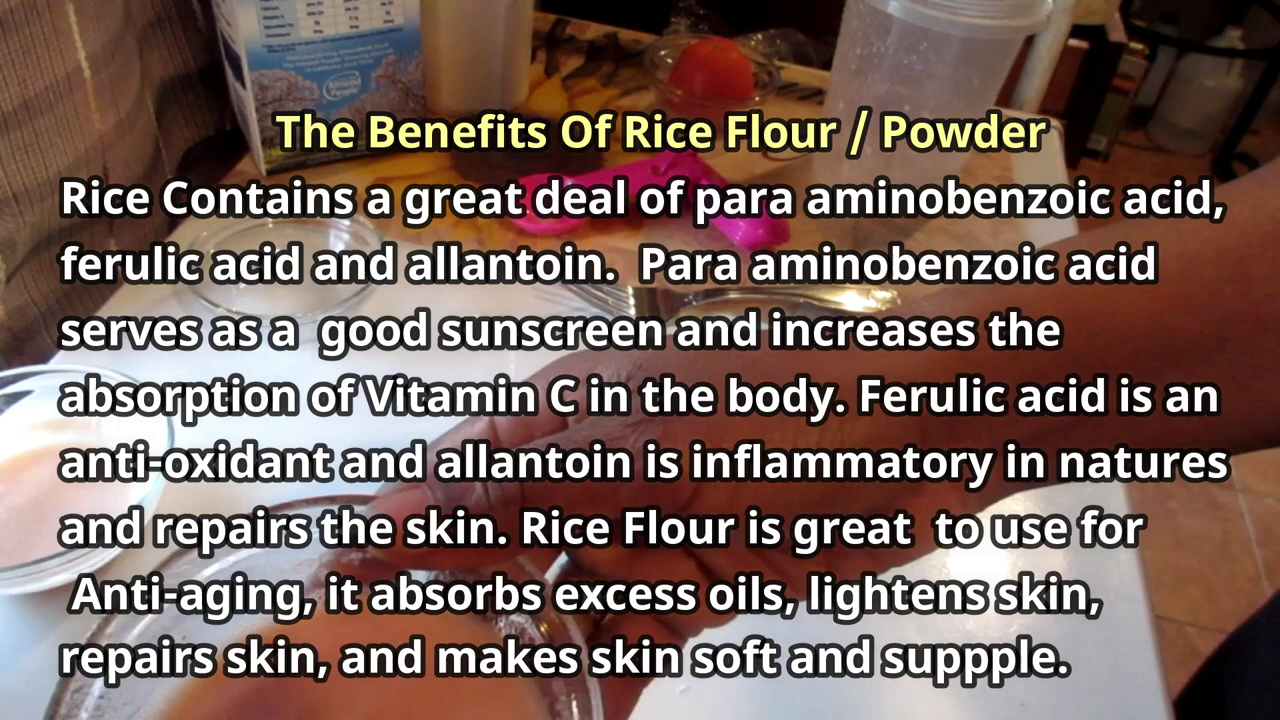 The Benefits Of Rice Flour / Powder
Rice Contains a great deal of para aminobenzoic acid,
ferulic acid and allantoin.  Para aminobenzoic acid
serves as a  good sunscreen and increases the
absorption of Vitamin C in the body. Ferulic acid is an
anti-oxidant and allantoin is inflammatory in natures
and repairs the skin. Rice Flour is great  to use for
Anti-aging, it absorbs excess oils, lightens skin,
repairs skin, and makes skin soft and suppple.